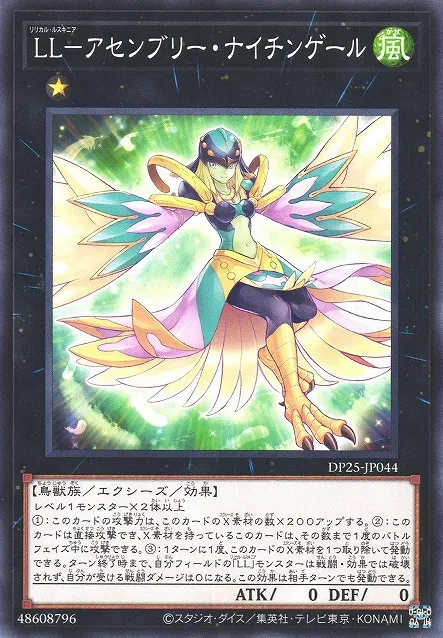 リリカル・ルスキニア
LL－アセンブリー・ナイチンゲール
風
DP25-JP044
【鳥獣族／エクシーズ／効果】
レベル１モンスター×２体以上
①：このカードの攻撃力は、このカードのX素材の数×２００アップする。②：この
カードは直接攻撃でき、X素材を持っているこのカードは、その数まで１度のバトル
フェイズ中に攻撃できる。③：１ターンに１度、このカードのX素材を１つ取り除いて発動
できる。ターン終了時まで、自分フィールドの「LL」モンスターは戦闘・効果では破壊
されず、自分が受ける戦闘ダメージは０になる。この効果は相手ターンでも発動できる。
ATK/ 0 DEF/ 0
48608796 ©スタジオ・ダイス／集英社・テレビ東京・KONAMI